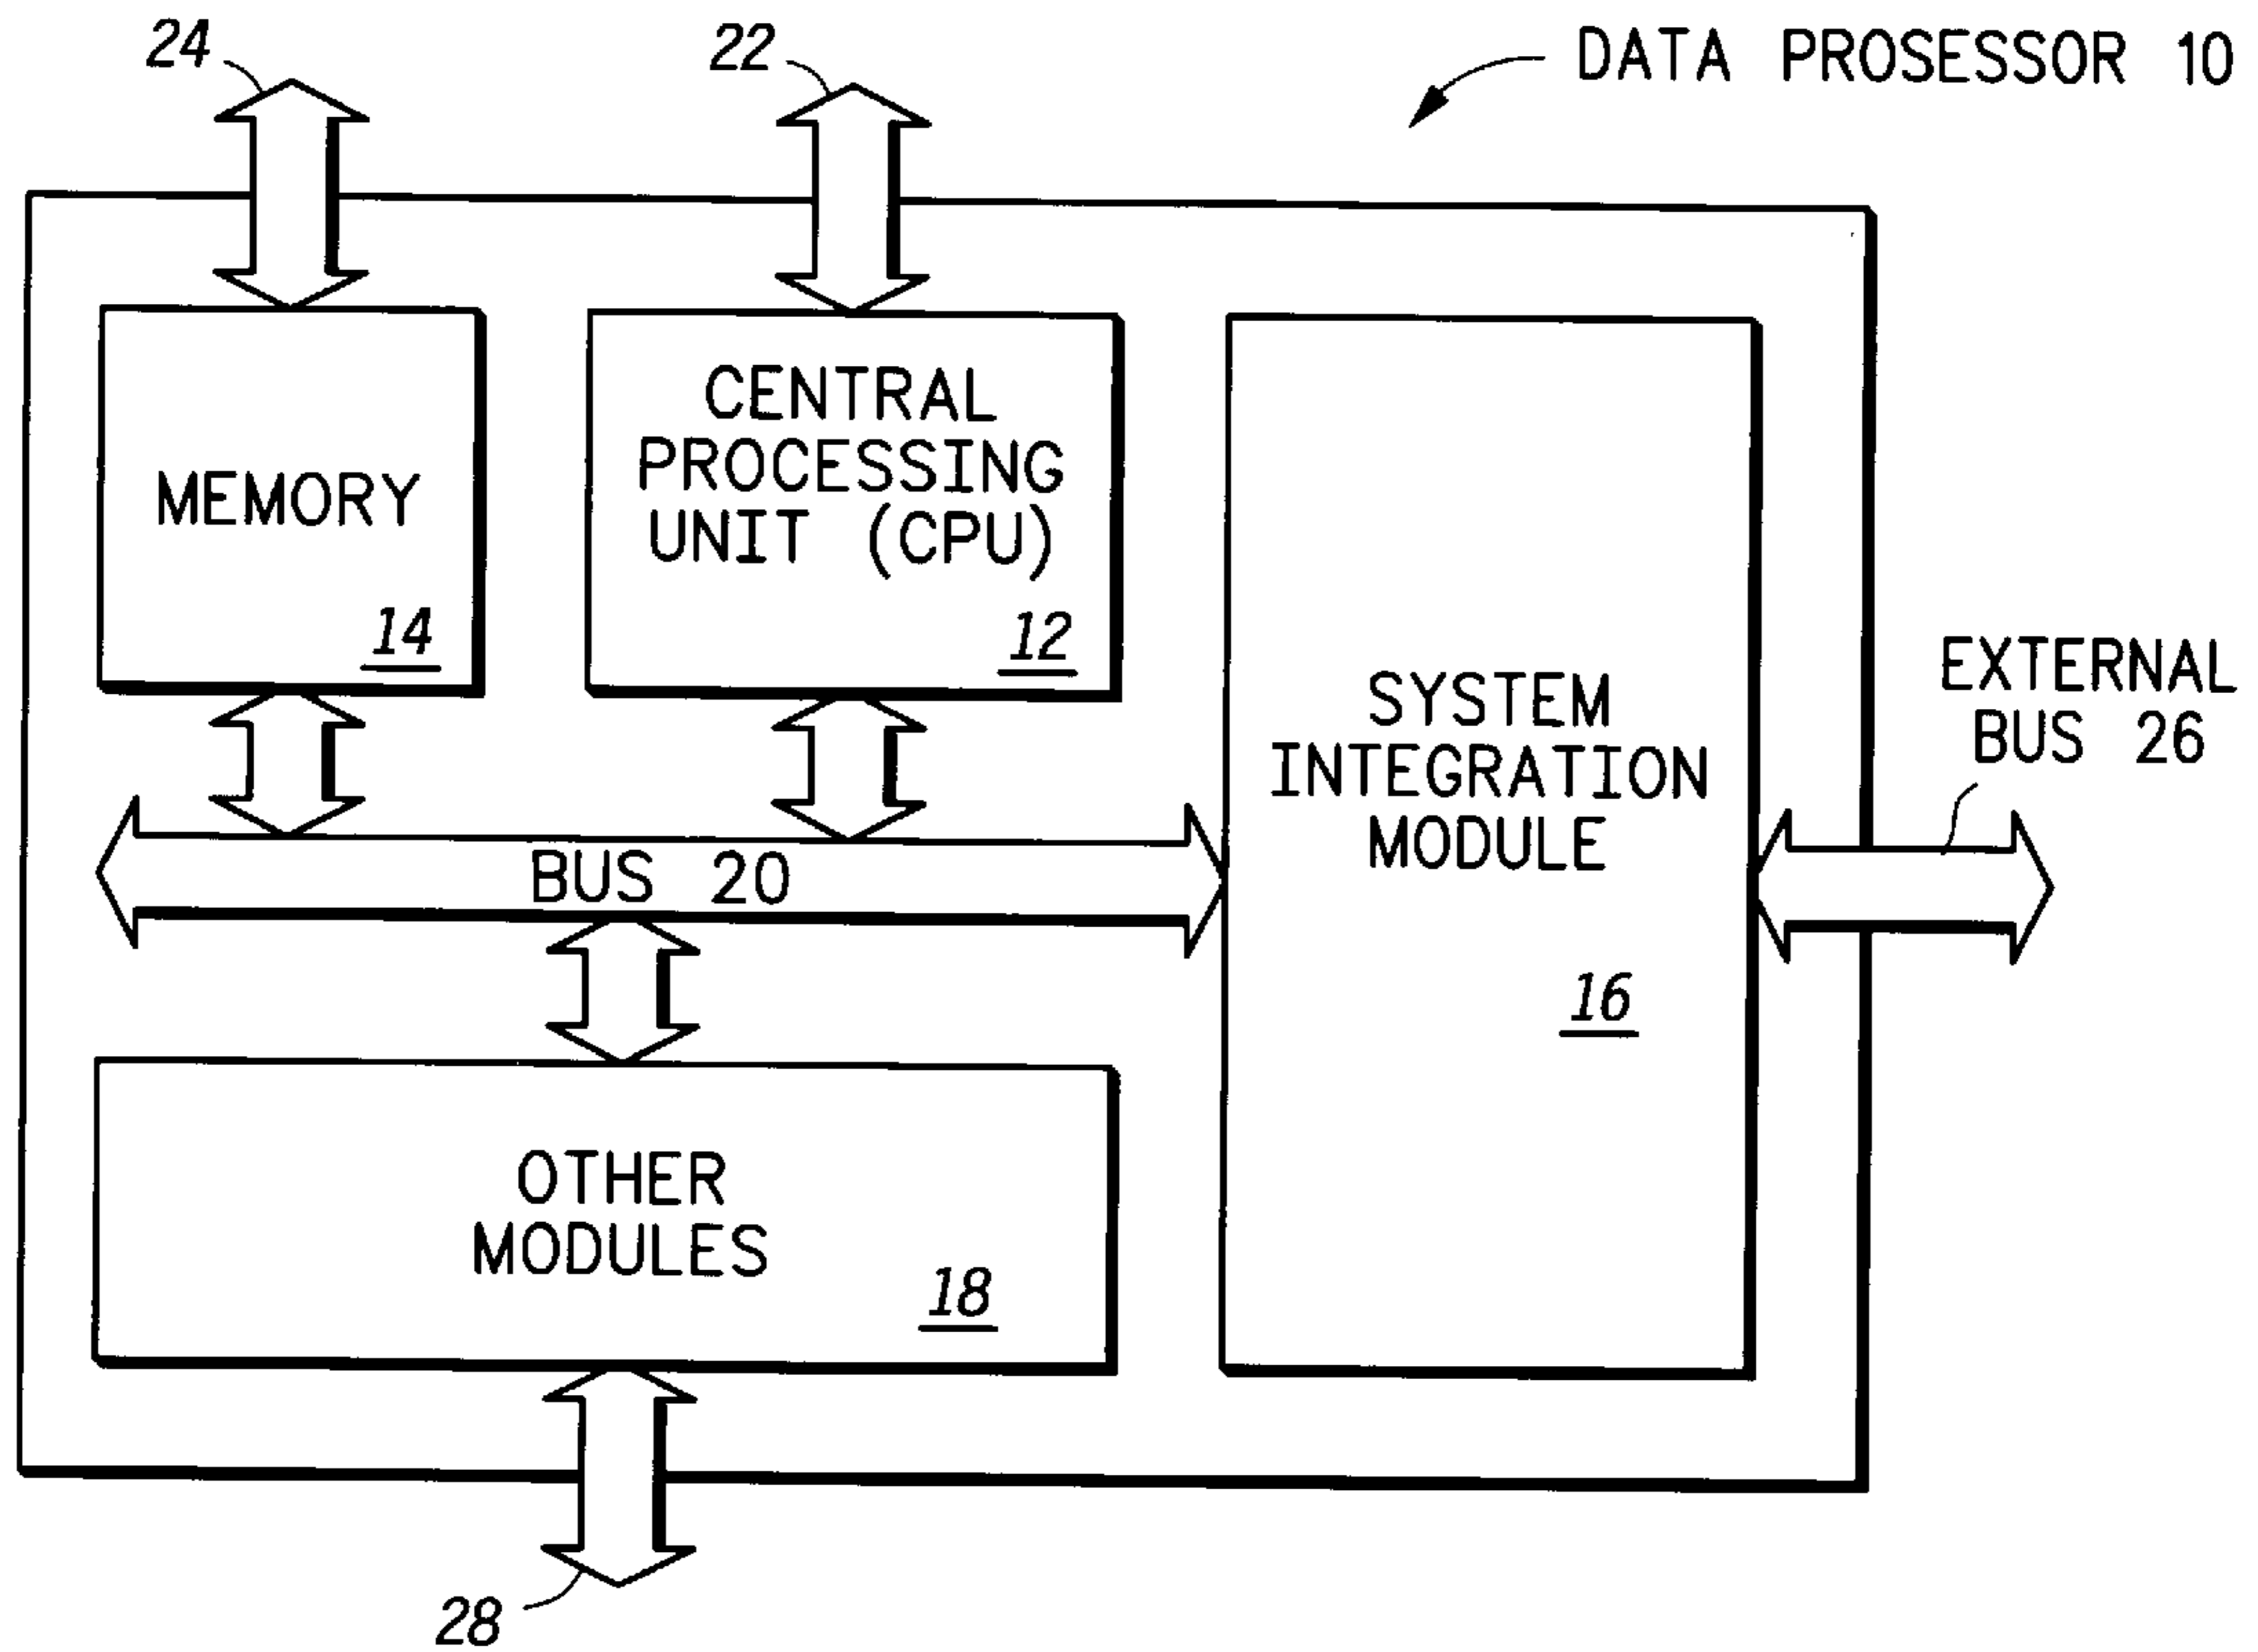 24
22
DATA PROSESSOR 10
MEMORY
14
CENTRAL
PROCESSING
UNIT (CPU)
12
SYSTEM
INTEGRATION
MODULE
16
EXTERNAL
BUS 26
BUS 20
OTHER
MODULES
18
28